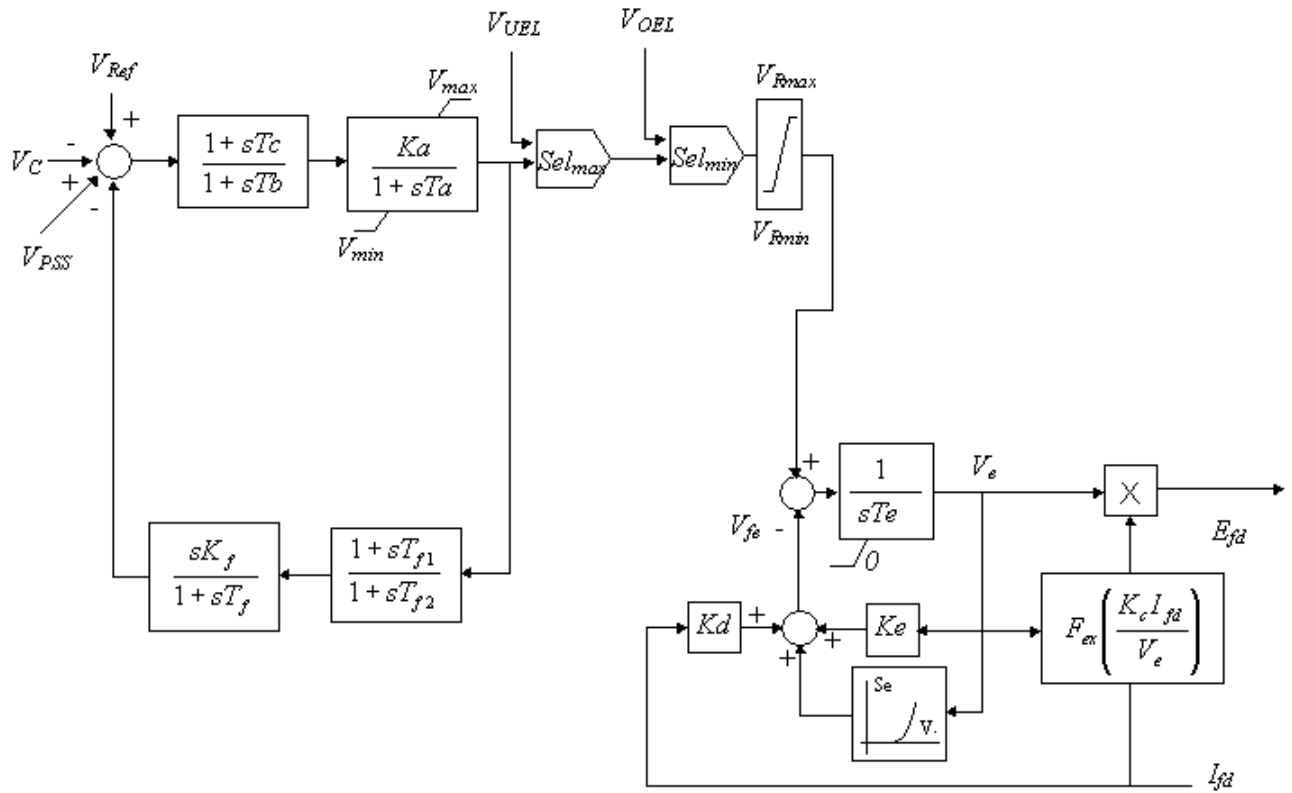 V_UEL
V_OEL
V_Ref
V_max
V_Rmax
+
-
V_C
+
-
1 + sTc
1 + sTb
Ka
1 + sTa
Sel_max
Sel_min
V_min
V_Rmin
V_PSS
+
1
sTe
V_e
X
V_fe
-
0
E_fd
sK_f
1 + sT_f
1 + sT_f1
1 + sT_f2
Kd
+
+
Ke
F_ex(K_c I_fd
V_e)
+
Se
V.
I_fd